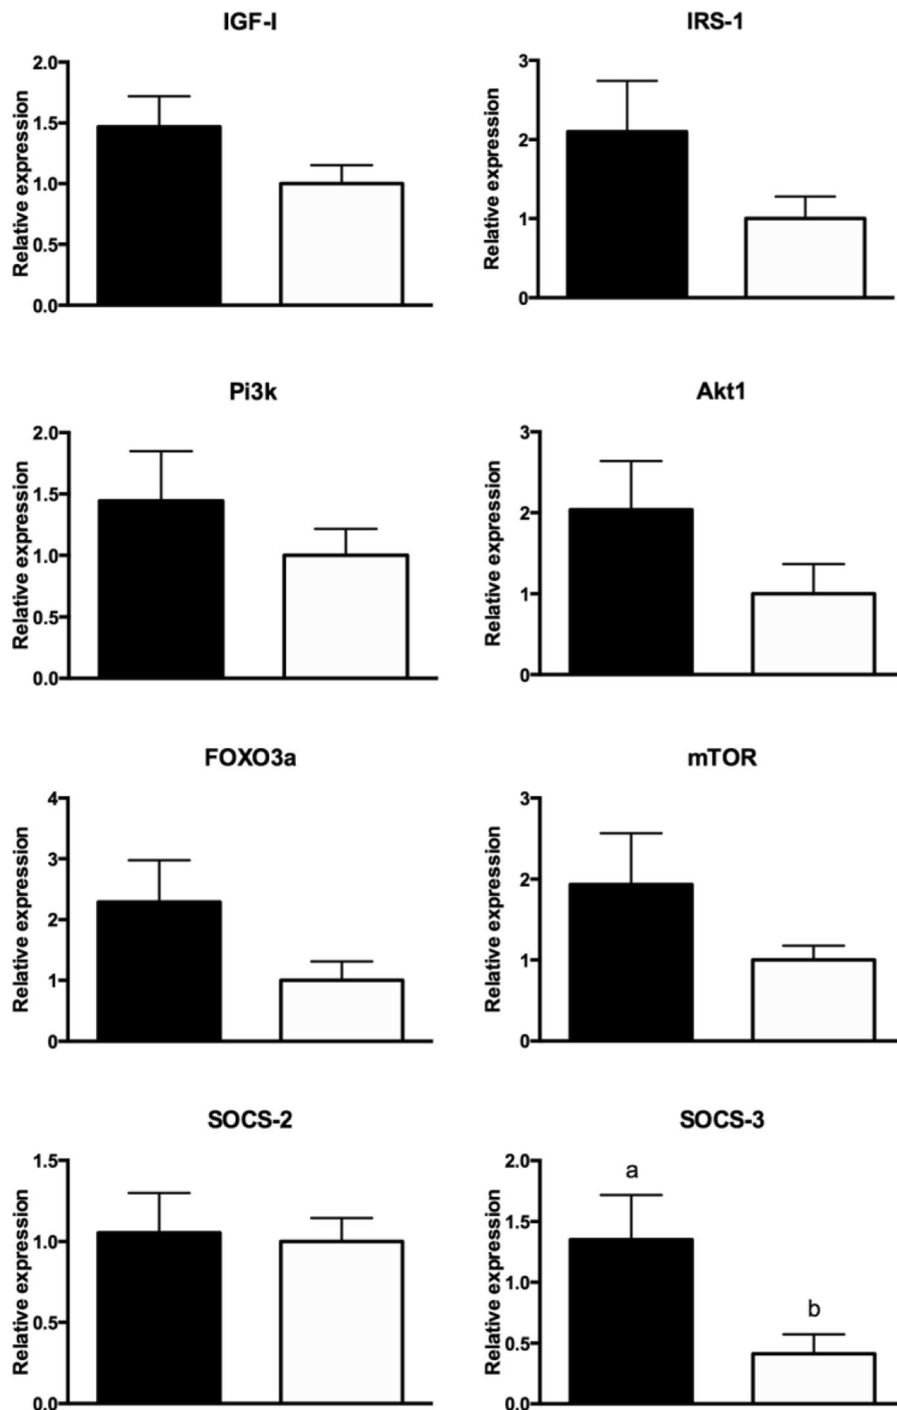 IGF-I
Relative expression
2.0
1.5
1.0
0.5
0.0
IRS-1
Relative expression
3
2
1
0
Pi3k
Relative expression
2.0
1.5
1.0
0.5
0.0
Akt1
Relative expression
3
2
1
0
FOXO3a
Relative expression
4
3
2
1
0
mTOR
Relative expression
3
2
1
0
SOCS-2
Relative expression
1.5
1.0
0.5
0.0
SOCS-3
Relative expression
2.0
1.5
1.0
0.5
0.0
a
b